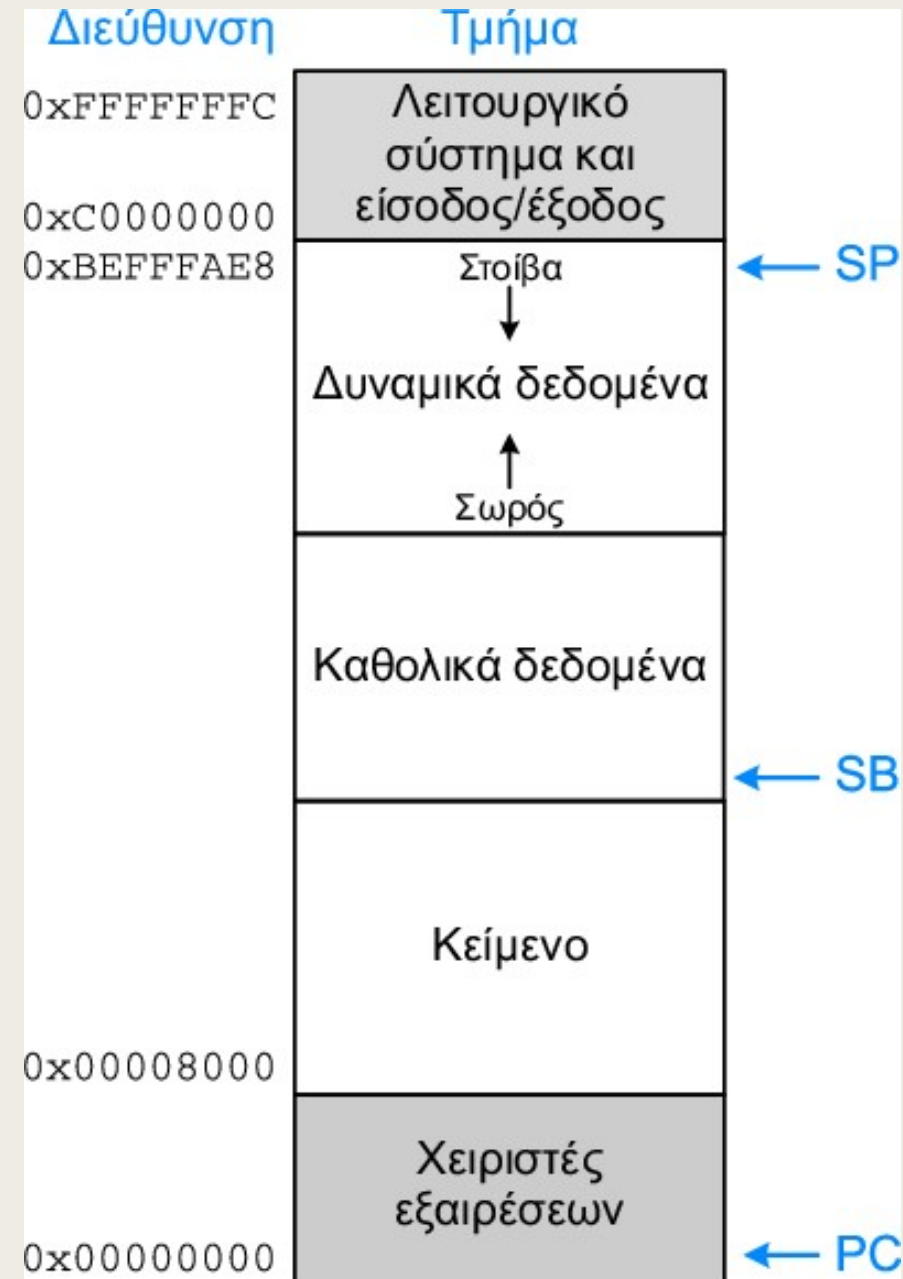 Διεύθυνση Τμήμα
0xFFFFFFFC
Λειτουργικό
σύστημα και
είσοδος/έξοδος
0xC0000000
0xBEFFFAE8
Στοίβα
SP
Δυναμικά δεδομένα
Σωρός
Καθολικά δεδομένα
SB
Κείμενο
0x00008000
Χειριστές
εξαιρέσεων
0x00000000
PC